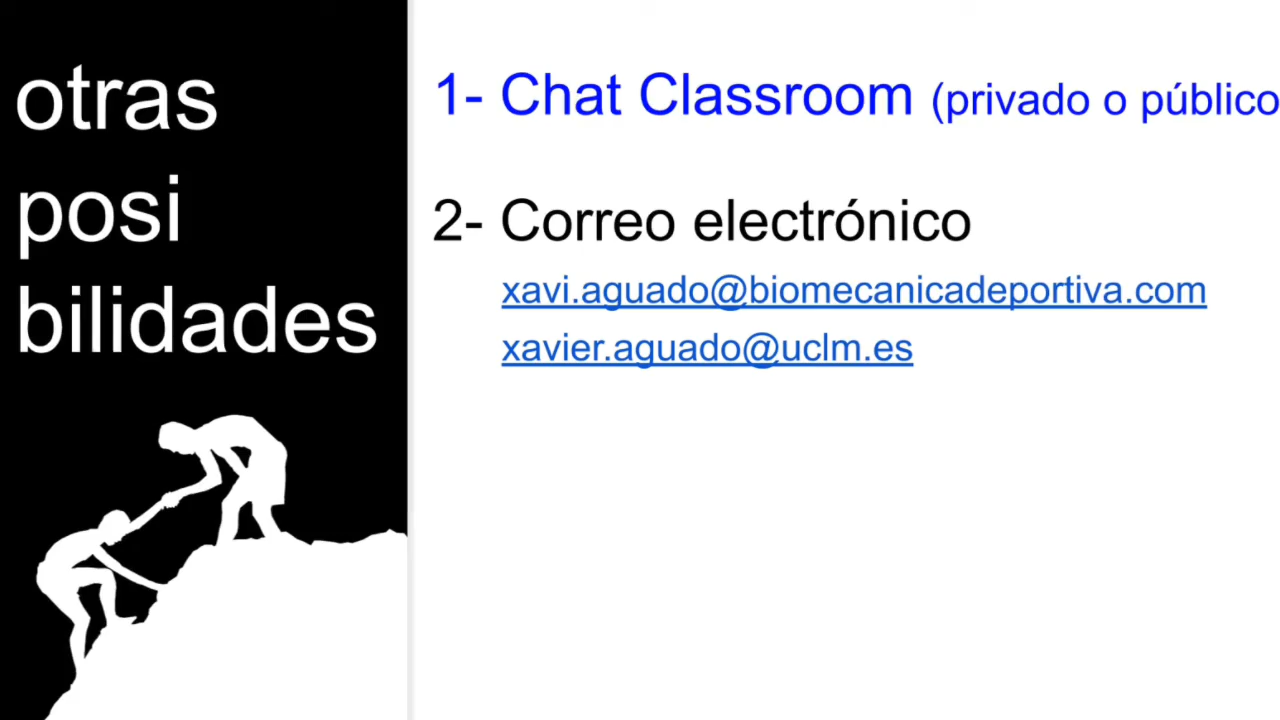 otras
posi
bilidades
1- Chat Classroom (privado o público
2- Correo electrónico
xavi.aguado@biomecanicadeportiva.com
xavier.aguado@uclm.es